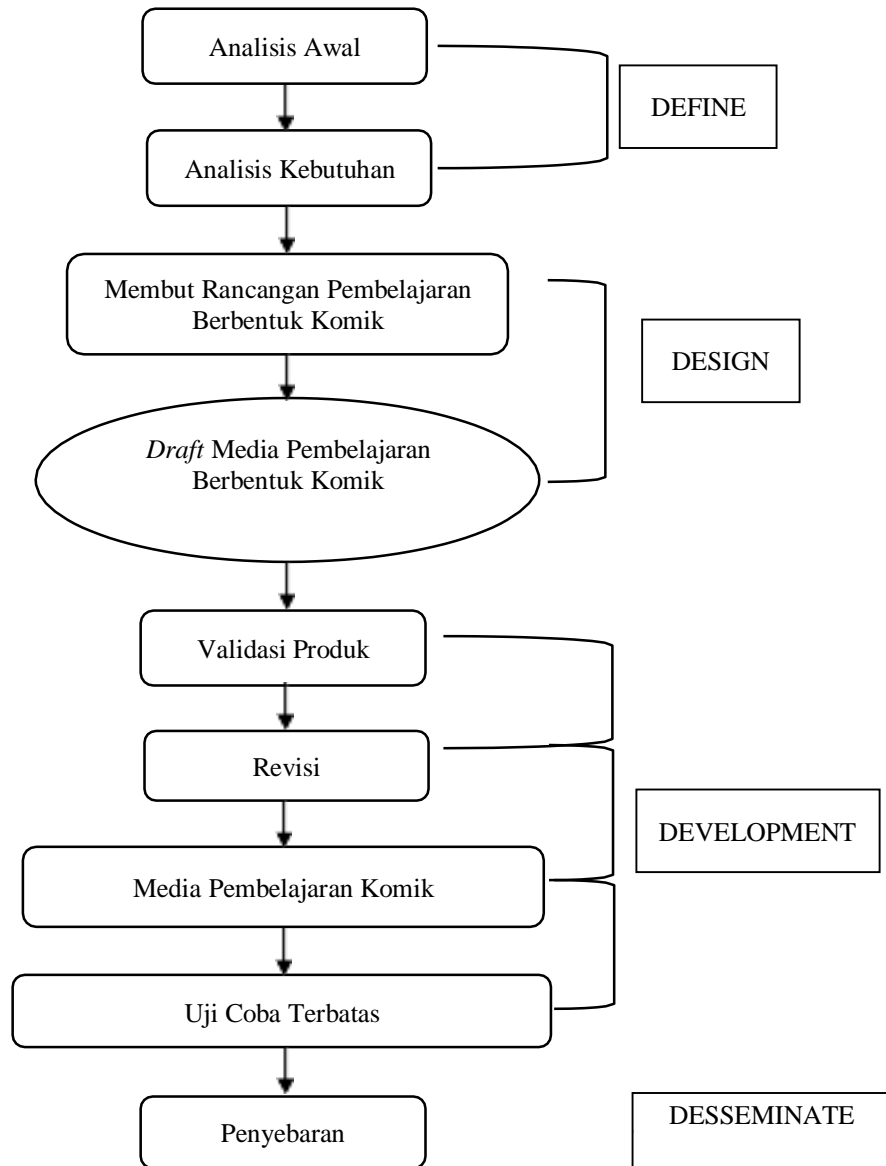 Analisis Awal
DEFINE
Analisis Kebutuhan
Membut Rancangan Pembelajaran
Berbentuk Komik
DESIGN
Draft Media Pembelajaran
Berbentuk Komik
Validasi Produk
Revisi
DEVELOPMENT
Media Pembelajaran Komik
Uji Coba Terbatas
DESSEMINATE
Penyebaran